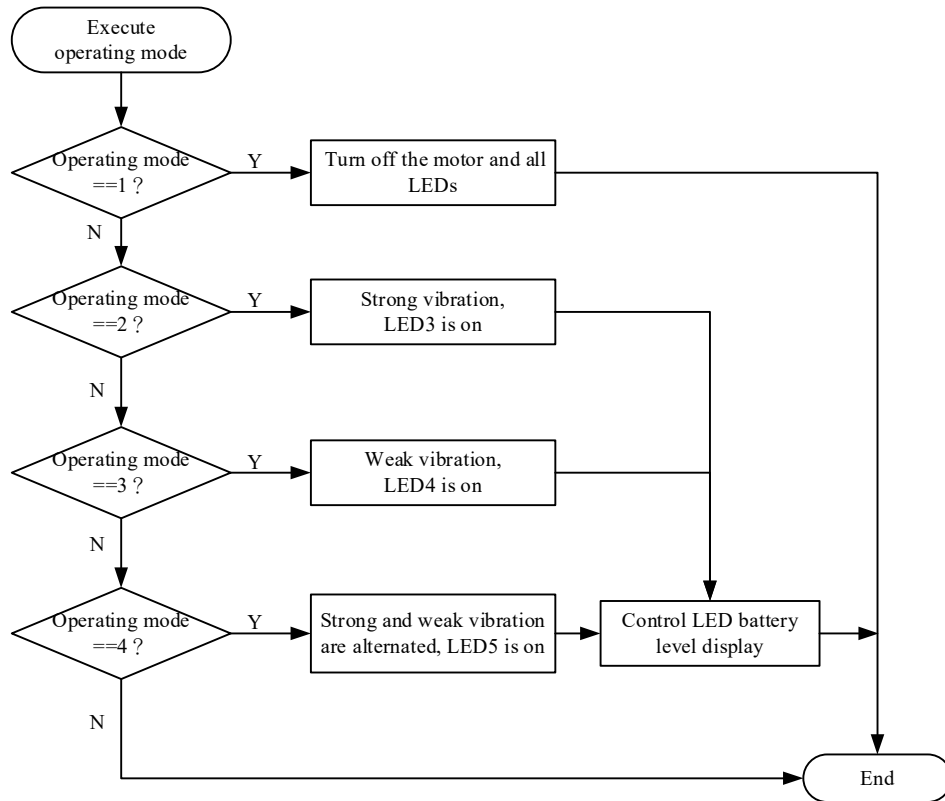 Execute
operating mode
Operating mode
==1？
Y
Turn off the motor and all
LEDs
N
Operating mode
==2？
Y
Strong vibration,
LED3 is on
N
Operating mode
==3？
Y
Weak vibration,
LED4 is on
N
Operating mode
==4？
Y
Strong and weak vibration
are alternated, LED5 is on
Control LED battery
level display
N
End